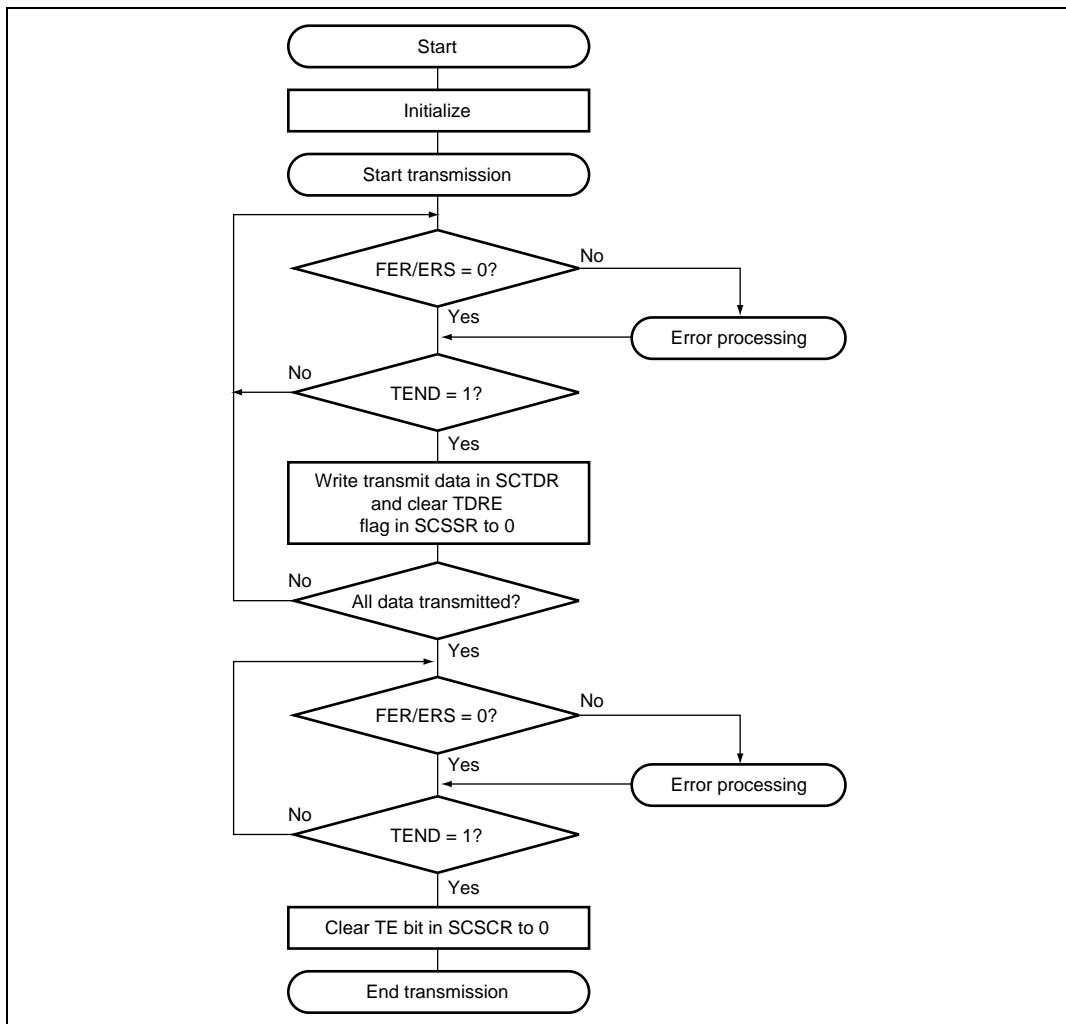 Start
Initialize
Start transmission
FER/ERS = 0?
No
Yes
Error processing
No
TEND = 1?
Yes
Write transmit data in SCTDR
and clear TDRE
flag in SCSSR to 0
No
All data transmitted?
Yes
FER/ERS = 0?
No
Yes
Error processing
No
TEND = 1?
Yes
Clear TE bit in SCSCR to 0
End transmission